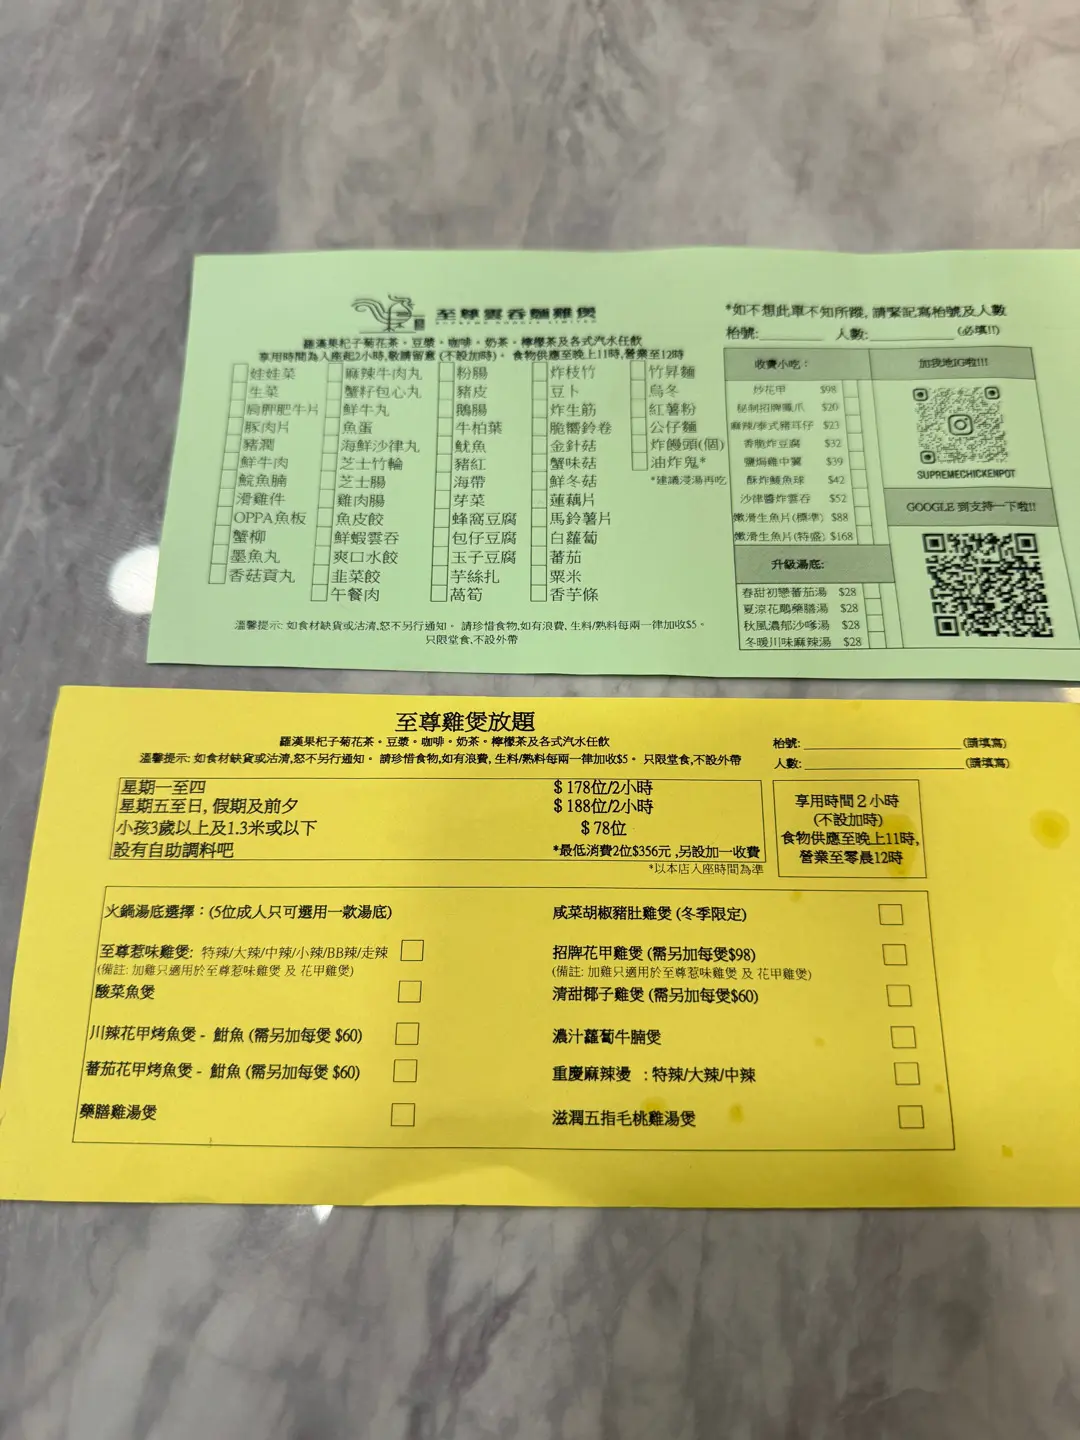 至尊雲吞麵雞煲
羅漢果杞子菊花茶。豆漿。咖啡。奶茶。檸檬茶及各式汽水任飲
享用時間為入座起2小時,敬請留意 (不設加時)。 食物供應至晚上11時,營業至12時
娃娃菜
生菜
肩胛肥牛片
豚肉片
豬潤
鮮牛肉
鯇魚腩
滑雞件
OPPA魚板
蟹柳
墨魚丸
香菇貢丸
麻辣牛肉丸
蟹籽包心丸
鮮牛丸
魚蛋
海鮮沙律丸
芝士竹輪
芝士腸
雞肉腸
魚皮餃
鮮蝦雲吞
爽口水餃
韭菜餃
午餐肉
粉腸
豬皮
鵝腸
牛柏葉
魷魚
豬紅
海帶
芽菜
蜂窩豆腐
包仔豆腐
玉子豆腐
芋絲扎
萵筍
炸枝竹
豆卜
炸生筋
脆響鈴卷
金針菇
蟹味菇
鮮冬菇
蓮藕片
馬鈴薯片
白蘿蔔
蕃茄
粟米
香芋條
竹昇麵
烏冬
紅薯粉
公仔麵
炸饅頭(個)
油炸鬼*
*建議浸湯再吃
溫馨提示: 如食材缺貨或沽清,恕不另行通知。 請珍惜食物,如有浪費, 生料/熟料每兩一律加收$5。
只限堂食,不設外帶
*如不想此單不知所蹤, 請緊記寫枱號及人數
枱號: 人數: (必填!!)
收費小吃:
炒花甲 $98
秘制招牌鳳爪 $20
麻辣/泰式豬耳仔 $23
香脆炸豆腐 $32
鹽焗雞中翼 $39
酥炸鯪魚球 $42
沙律醬炸雲吞 $52
嫩滑生魚片(標準) $88
嫩滑生魚片(特盛) $168
升級湯底:
春甜初戀蕃茄湯 $28
夏涼花鵰藥膳湯 $28
秋風濃郁沙嗲湯 $28
冬暖川味麻辣湯 $28
加我地IG啦!!!
SUPREMECHICKENPOT
GOOGLE 到支持一下啦!!
至尊雞煲放題
羅漢果杞子菊花茶。豆漿。咖啡。奶茶。檸檬茶及各式汽水任飲
溫馨提示: 如食材缺貨或沽清,恕不另行通知。 請珍惜食物,如有浪費, 生料/熟料每兩一律加收$5。 只限堂食,不設外帶
枱號: (請填寫)
人數: (請填寫)
星期一至四 $ 178位/2小時
星期五至日, 假期及前夕 $ 188位/2小時
小孩3歲以上及1.3米或以下 $ 78位
設有自助調料吧 *最低消費2位$356元 ,另設加一收費
*以本店入座時間為準
享用時間2小時
(不設加時)
食物供應至晚上11時,
營業至零晨12時
火鍋湯底選擇：(5位成人只可選用一款湯底)
至尊惹味雞煲: 特辣/大辣/中辣/小辣/BB辣/走辣
(備註: 加雞只適用於至尊惹味雞煲 及 花甲雞煲)
酸菜魚煲
川辣花甲烤魚煲 - 鮒魚 (需另加每煲 $60)
蕃茄花甲烤魚煲 - 鮒魚 (需另加每煲 $60)
藥膳雞湯煲
咸菜胡椒豬肚雞煲 (冬季限定)
招牌花甲雞煲 (需另加每煲$98)
(備註: 加雞只適用於至尊惹味雞煲 及 花甲雞煲)
清甜椰子雞煲 (需另加每煲$60)
濃汁蘿蔔牛腩煲
重慶麻辣燙 ：特辣/大辣/中辣
滋潤五指毛桃雞湯煲